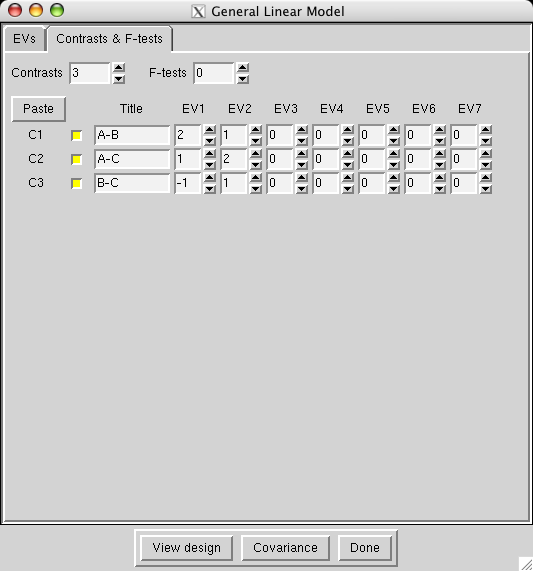 General Linear Model
EVs Contrasts & F-tests
Contrasts 3 F-tests 0
Paste Title EV1 EV2 EV3 EV4 EV5 EV6 EV7
C1 A-B 2 1 0 0 0 0 0
C2 A-C 1 2 0 0 0 0 0
C3 B-C -1 1 0 0 0 0 0
View design Covariance Done